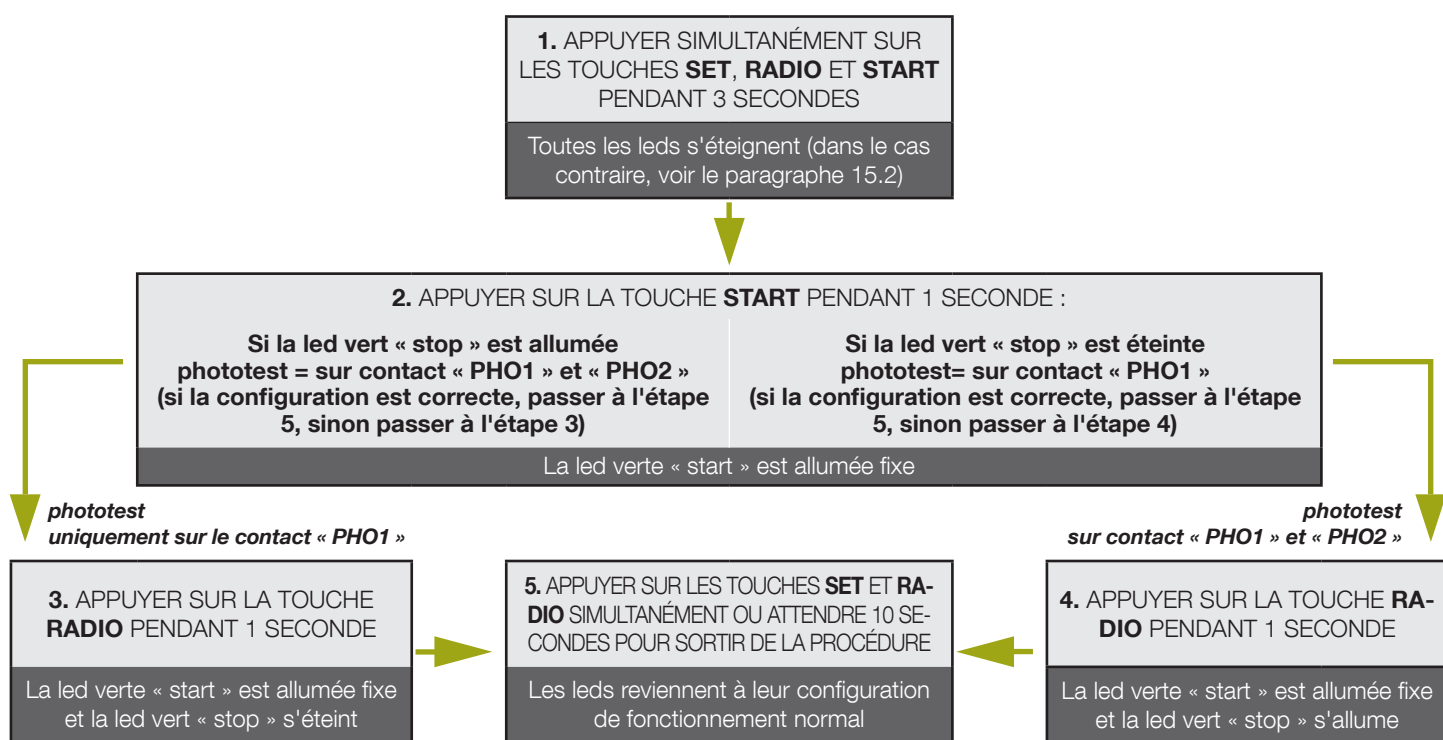 1. APPUYER SIMULTANÉMENT SUR
LES TOUCHES SET, RADIO ET START
PENDANT 3 SECONDES
Toutes les leds s'éteignent (dans le cas
contraire, voir le paragraphe 15.2)
2. APPUYER SUR LA TOUCHE START PENDANT 1 SECONDE :
Si la led vert « stop » est allumée
phototest = sur contact « PHO1 » et « PHO2 »
(si la configuration est correcte, passer à l'étape
5, sinon passer à l'étape 3)
Si la led vert « stop » est éteinte
phototest= sur contact « PHO1 »
(si la configuration est correcte, passer à l'étape
5, sinon passer à l'étape 4)
La led verte « start » est allumée fixe
phototest
uniquement sur le contact « PHO1 »
phototest
sur contact « PHO1 » et « PHO2 »
3. APPUYER SUR LA TOUCHE
RADIO PENDANT 1 SECONDE
La led verte « start » est allumée fixe
et la led vert « stop » s'éteint
5. APPUYER SUR LES TOUCHES SET ET RA-
DIO SIMULTANÉMENT OU ATTENDRE 10 SE-
CONDES POUR SORTIR DE LA PROCÉDURE
Les leds reviennent à leur configuration
de fonctionnement normal
4. APPUYER SUR LA TOUCHE RA-
DIO PENDANT 1 SECONDE
La led verte « start » est allumée fixe
et la led vert « stop » s'allume